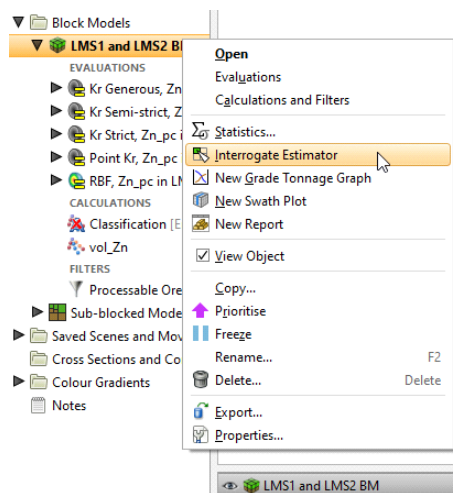 Block Models
LMS1 and LMS2 Bl
EVALUATIONS
Kr Generous, Zn
Kr Semi-strict, Z
Kr Strict, Zn_pc i
Point Kr, Zn_pc
RBF, Zn_pc in LM
CALCULATIONS
Classification [E
vol_Zn
FILTERS
Processable Ore
Sub-blocked Mode
Saved Scenes and Mov
Cross Sections and Co
Colour Gradients
Notes
Open
Evaluations
Calculations and Filters
Statistics...
Interrogate Estimator
New Grade Tonnage Graph
New Swath Plot
New Report
View Object
Copy...
Prioritise
Freeze
Rename... F2
Delete... Delete
Export...
Properties...
LMS1 and LMS2 BM